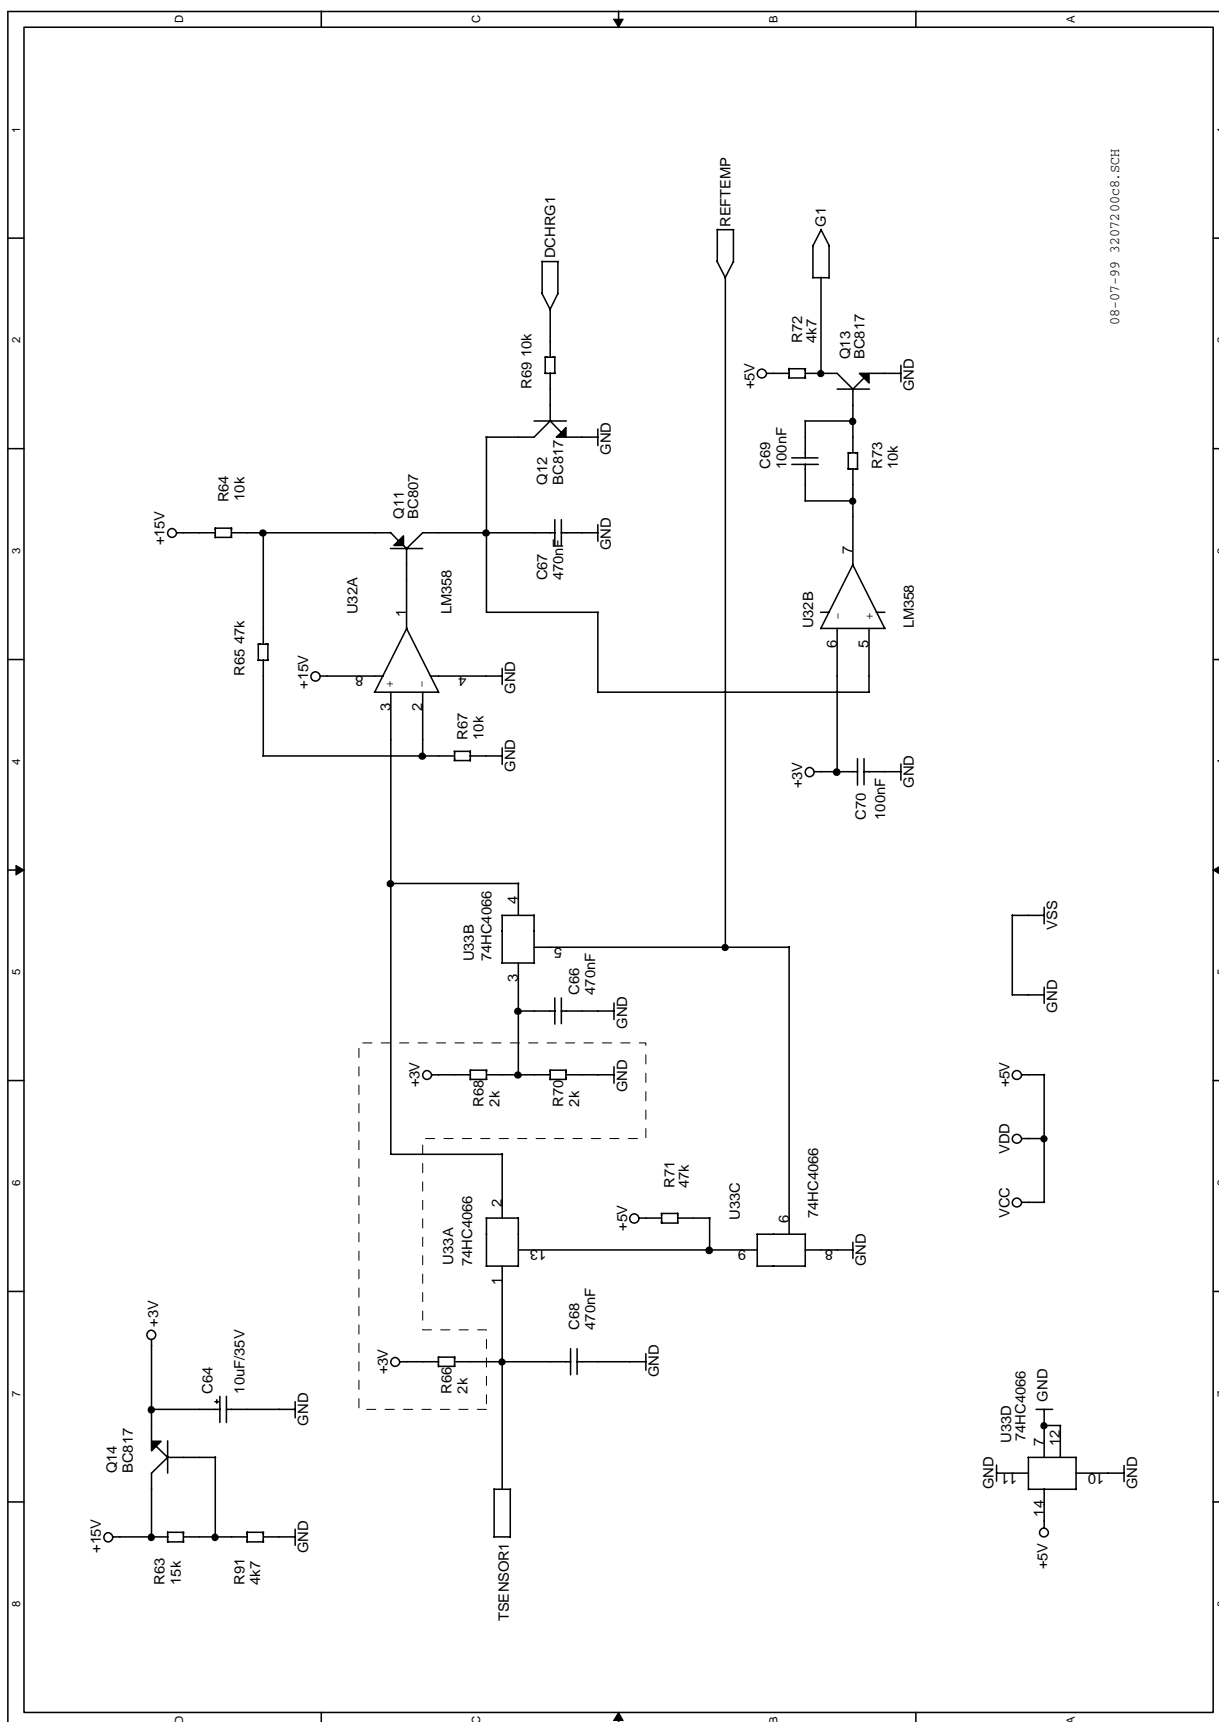 D
C
B
A
1
2
3
4
5
6
7
8
+15V
R63
15k
R91
4k7
GND
Q14
BC817
+3V
C64
+
10uF/35V
GND
TSENSOR1
+3V
R66
2k
C68
470nF
GND
1
U33A
74HC4066
2
13
+5V
R71
47k
U33C
74HC4066
9
6
8
GND
+3V
R68
2k
R70
2k
GND
C66
470nF
GND
3
U33B
74HC4066
4
5
+15V
R64
10k
R65 47k
+15V
U32A
8
3
+
2
-
1
4
LM358
GND
R67
10k
GND
Q11
BC807
C67
470nF
GND
Q12
BC817
GND
R69 10k
DCHRG1
REFTEMP
+3V
C70
100nF
GND
U32B
6
-
5
+
7
LM358
C69
100nF
R73
10k
+5V
R72
4k7
Q13
BC817
GND
G1
+5V
14
U33D
74HC4066
GND
11
7
12
GND
10
GND
VCC
VDD
+5V
GND
VSS
08-07-99 3207200c8.SCH
D
C
B
A